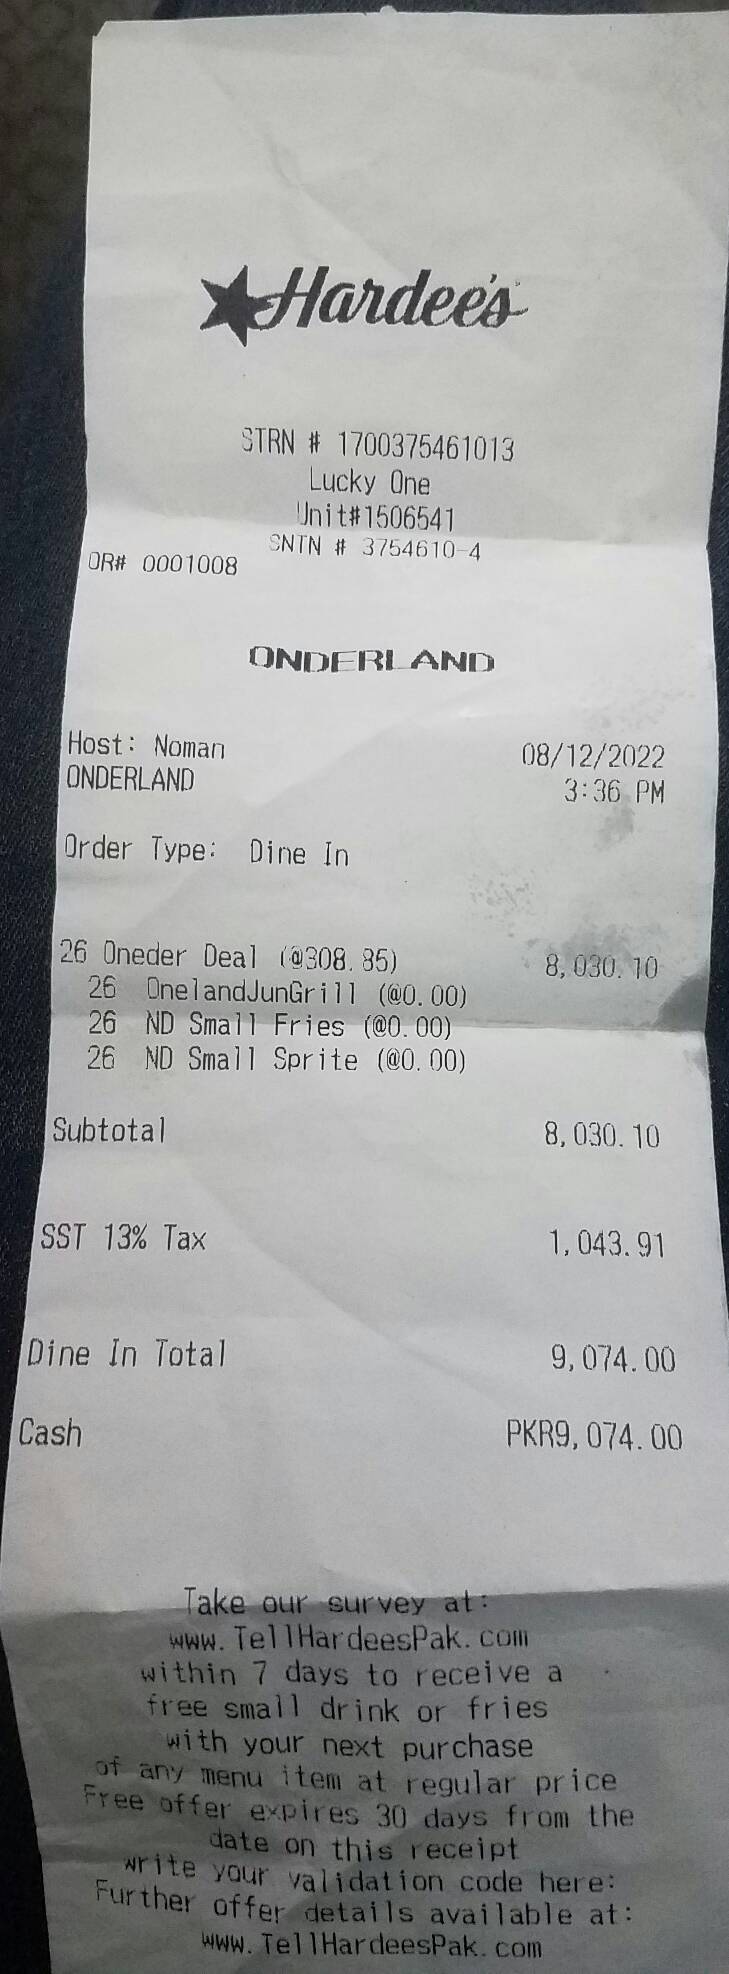 Hardee's
STRN # 1700375461013
Lucky One
Unit#1506541
SNTN # 3754610-4
OR# 0001008
ONDERLAND
Host: Noman 08/12/2022
ONDERLAND 3:36 PM
Order Type: Dine In
26 Oneder Deal (@308.85) 8,030.10
26 OnelandJunGrill (@0.00)
26 ND Small Fries (@0.00)
26 ND Small Sprite (@0.00)
Subtotal 8,030.10
SST 13% Tax 1,043.91
Dine In Total 9,074.00
Cash PKR9,074.00
Take our survey at:
www.TellHardeesPak.com
within 7 days to receive a
free small drink or fries
with your next purchase
of any menu item at regular price
Free offer expires 30 days from the
date on this receipt
write your validation code here:
Further offer details available at:
www.TellHardeesPak.com